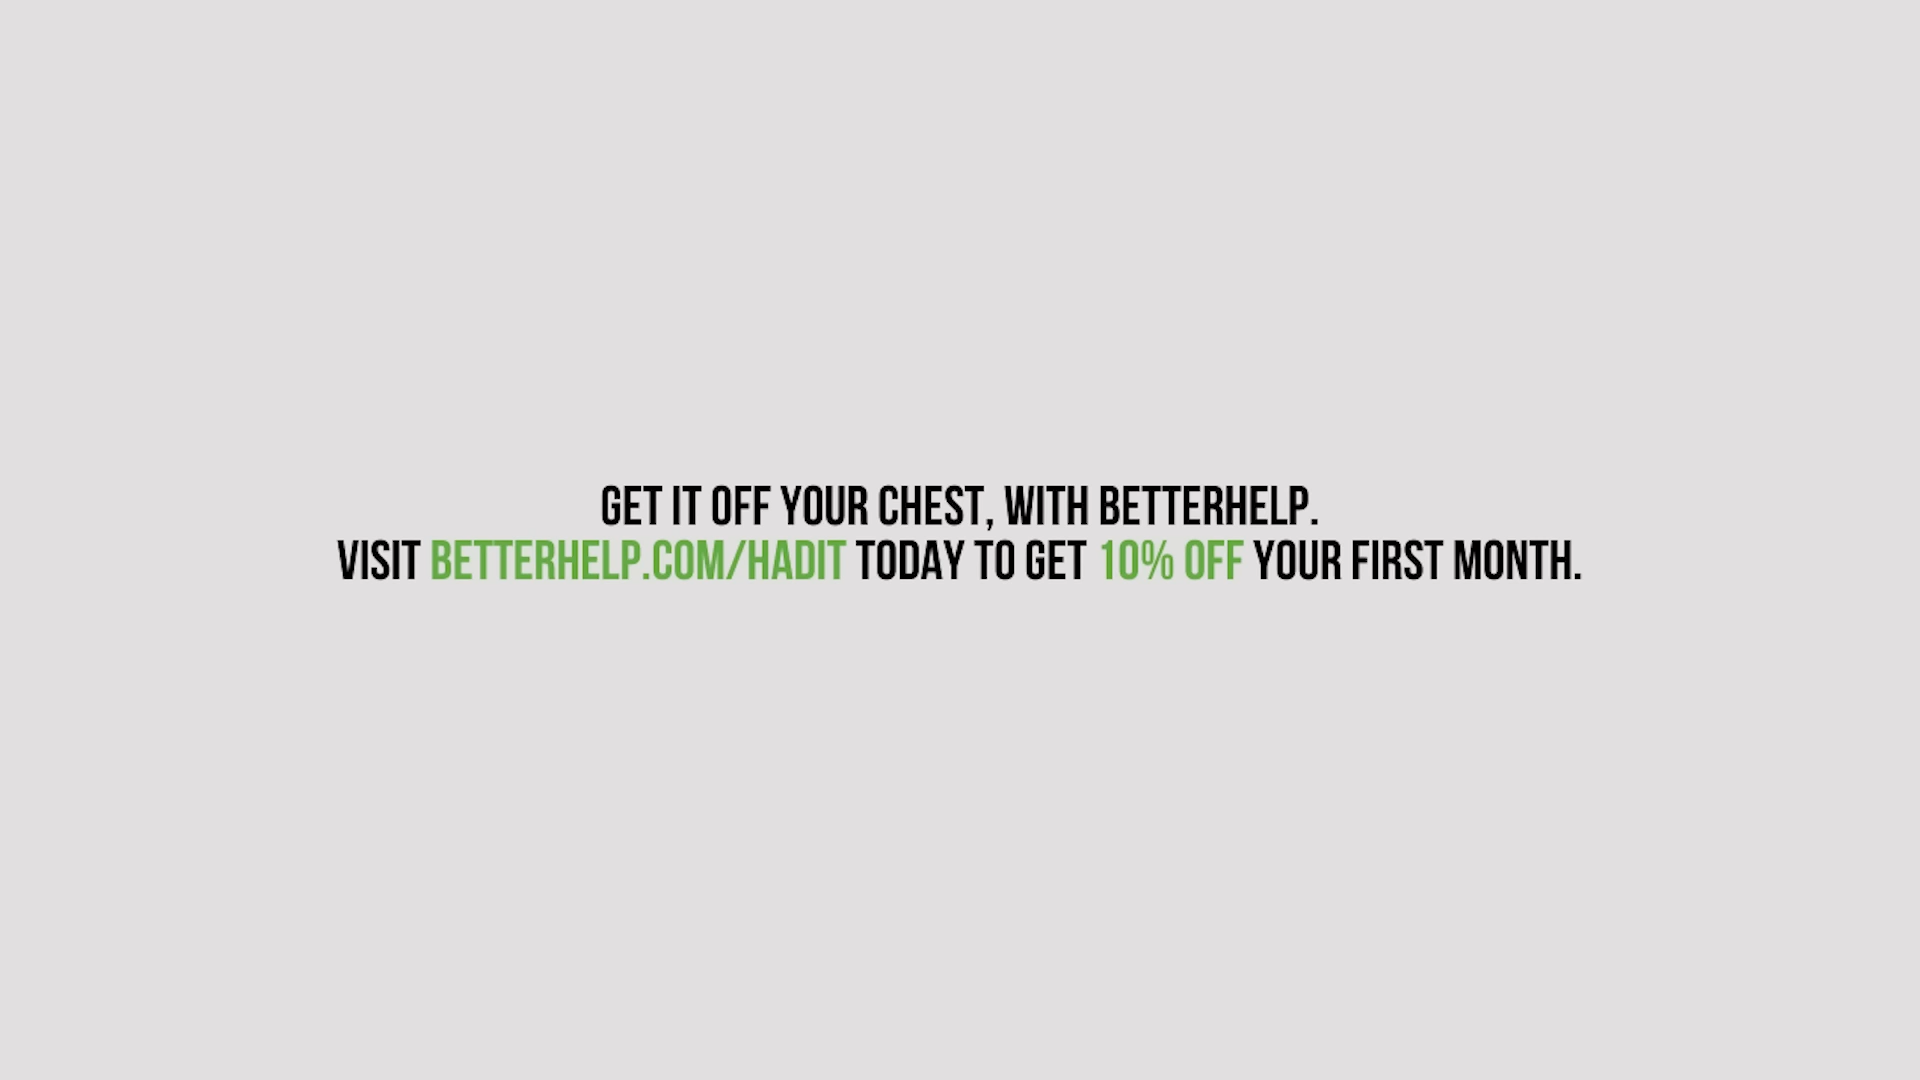 GET IT OFF YOUR CHEST, WITH BETTERHELP.
VISIT BETTERHELP.COM/HADIT TODAY TO GET 10% OFF YOUR FIRST MONTH.